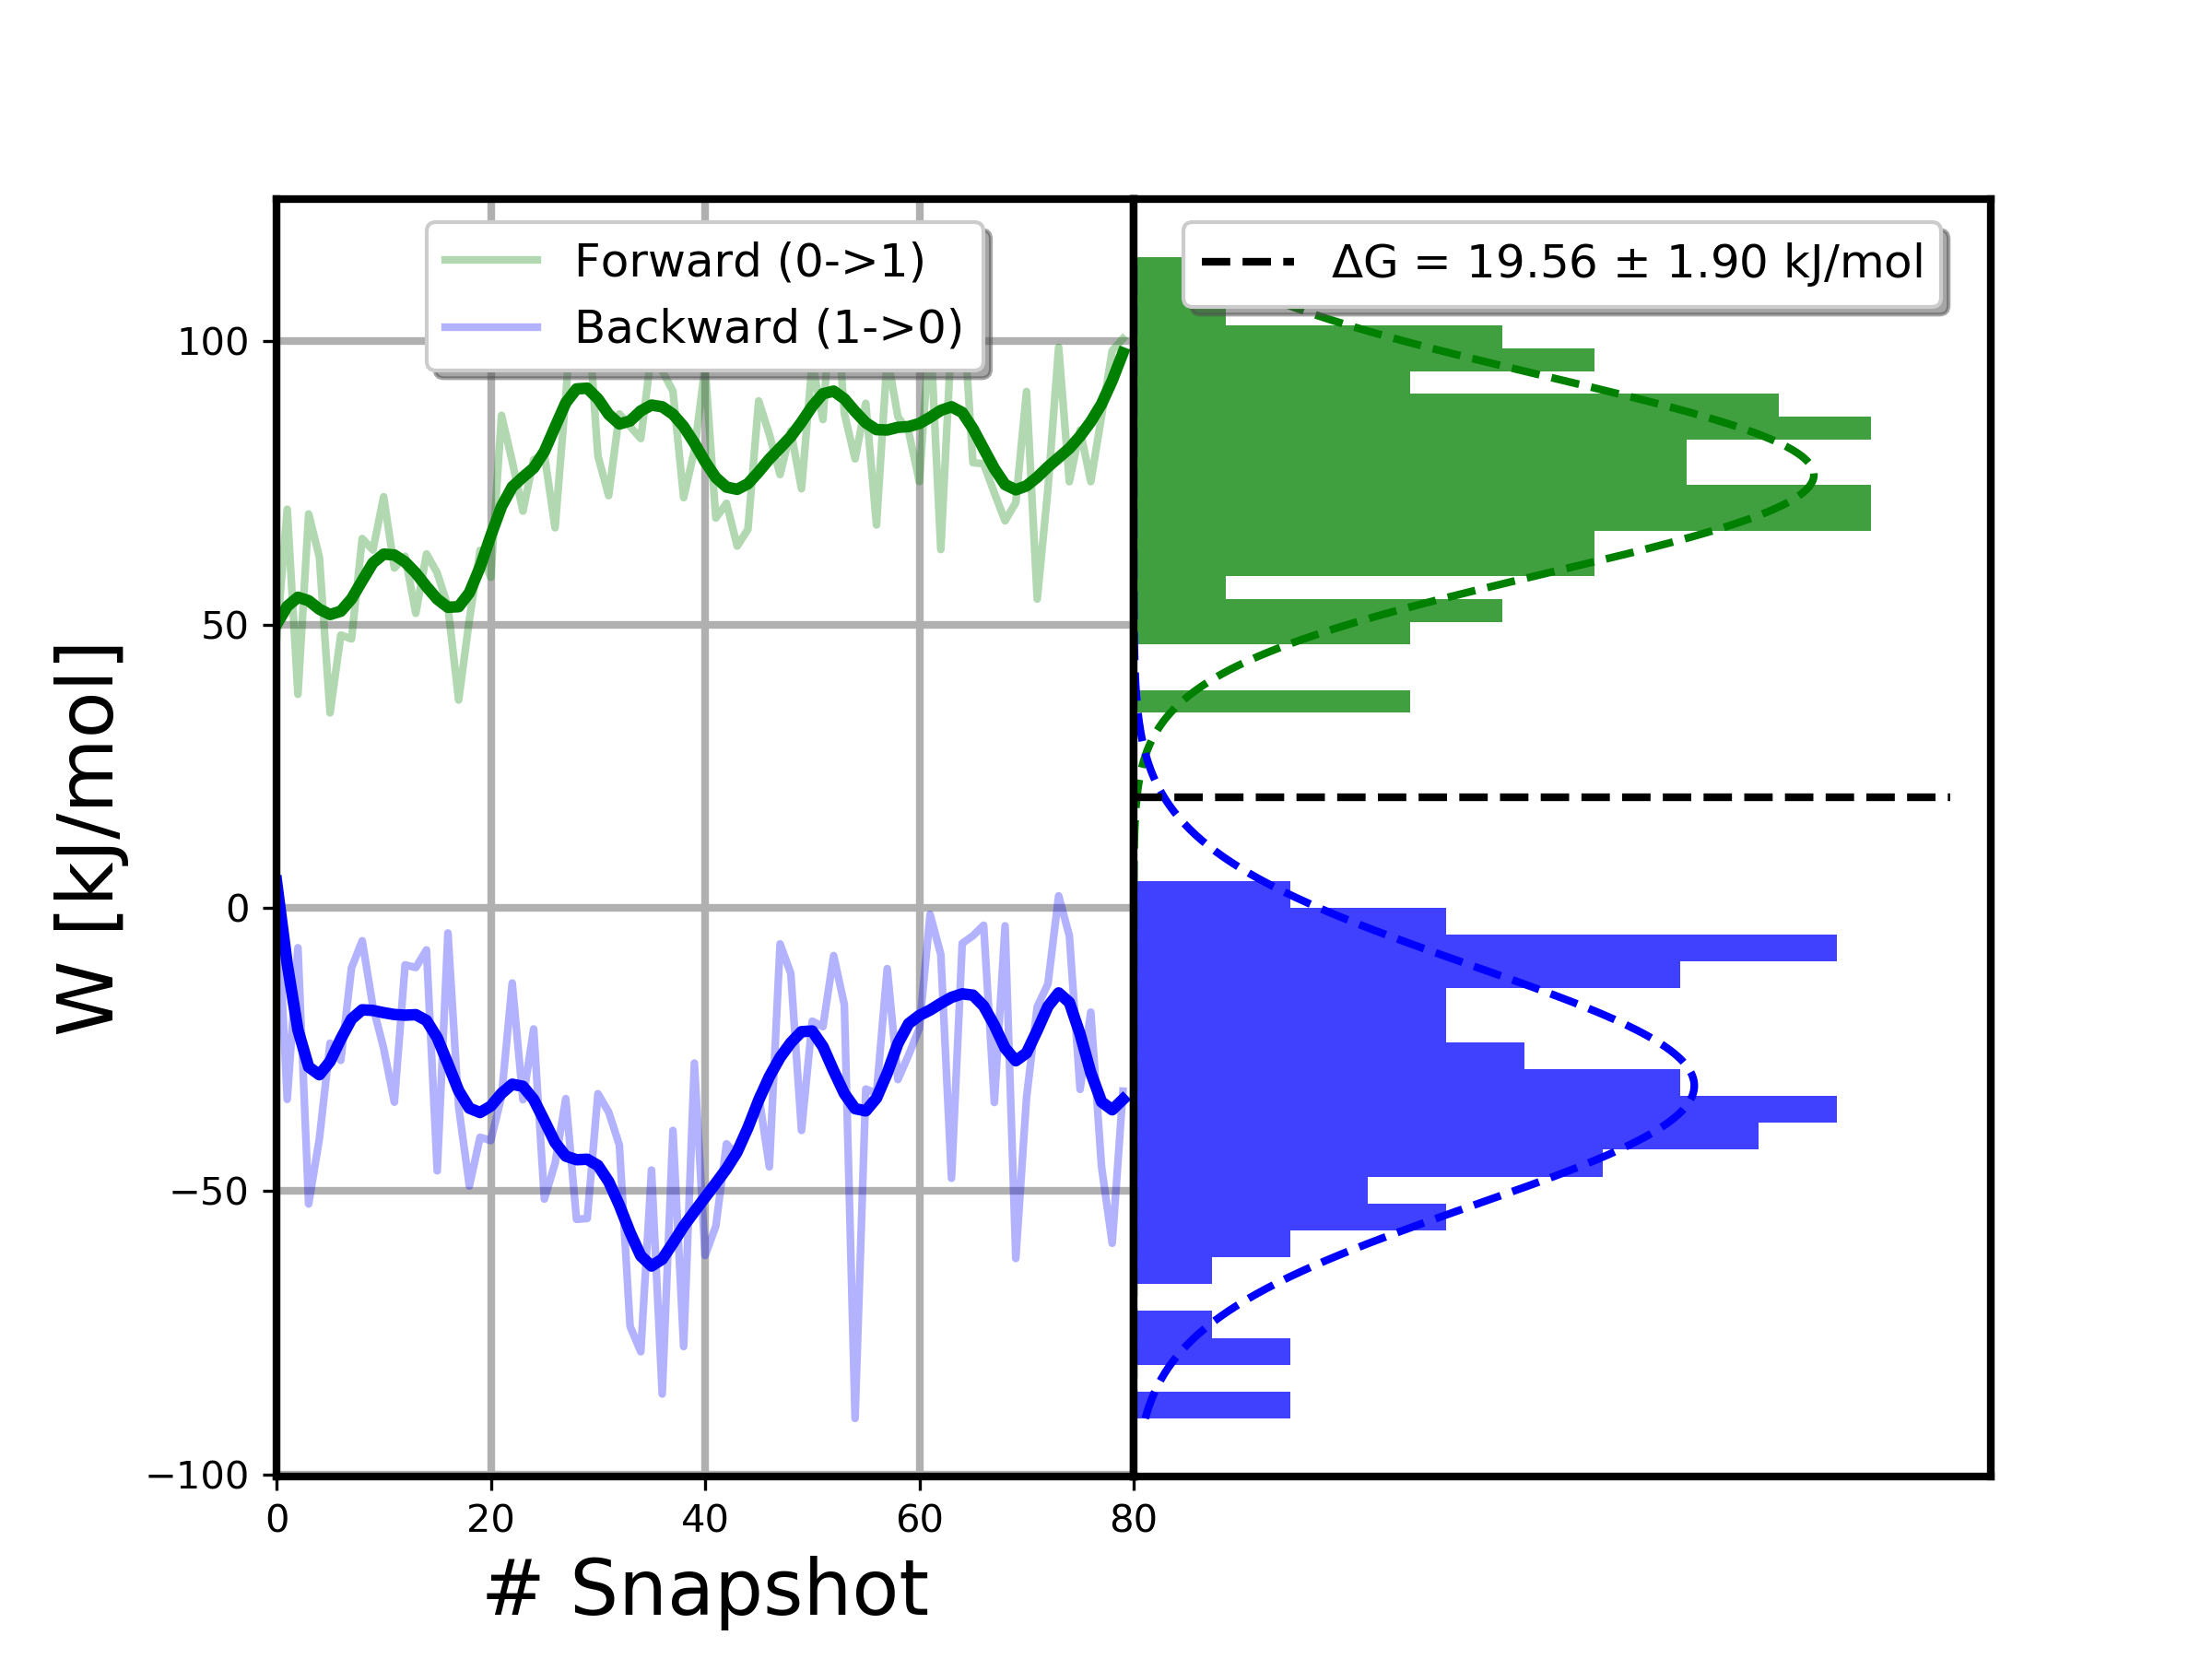 Forward (0->1)
Backward (1->0)
ΔG = 19.56 ± 1.90 kJ/mol
W [kJ/mol]
100
50
0
−50
−100
0 20 40 60 80
# Snapshot